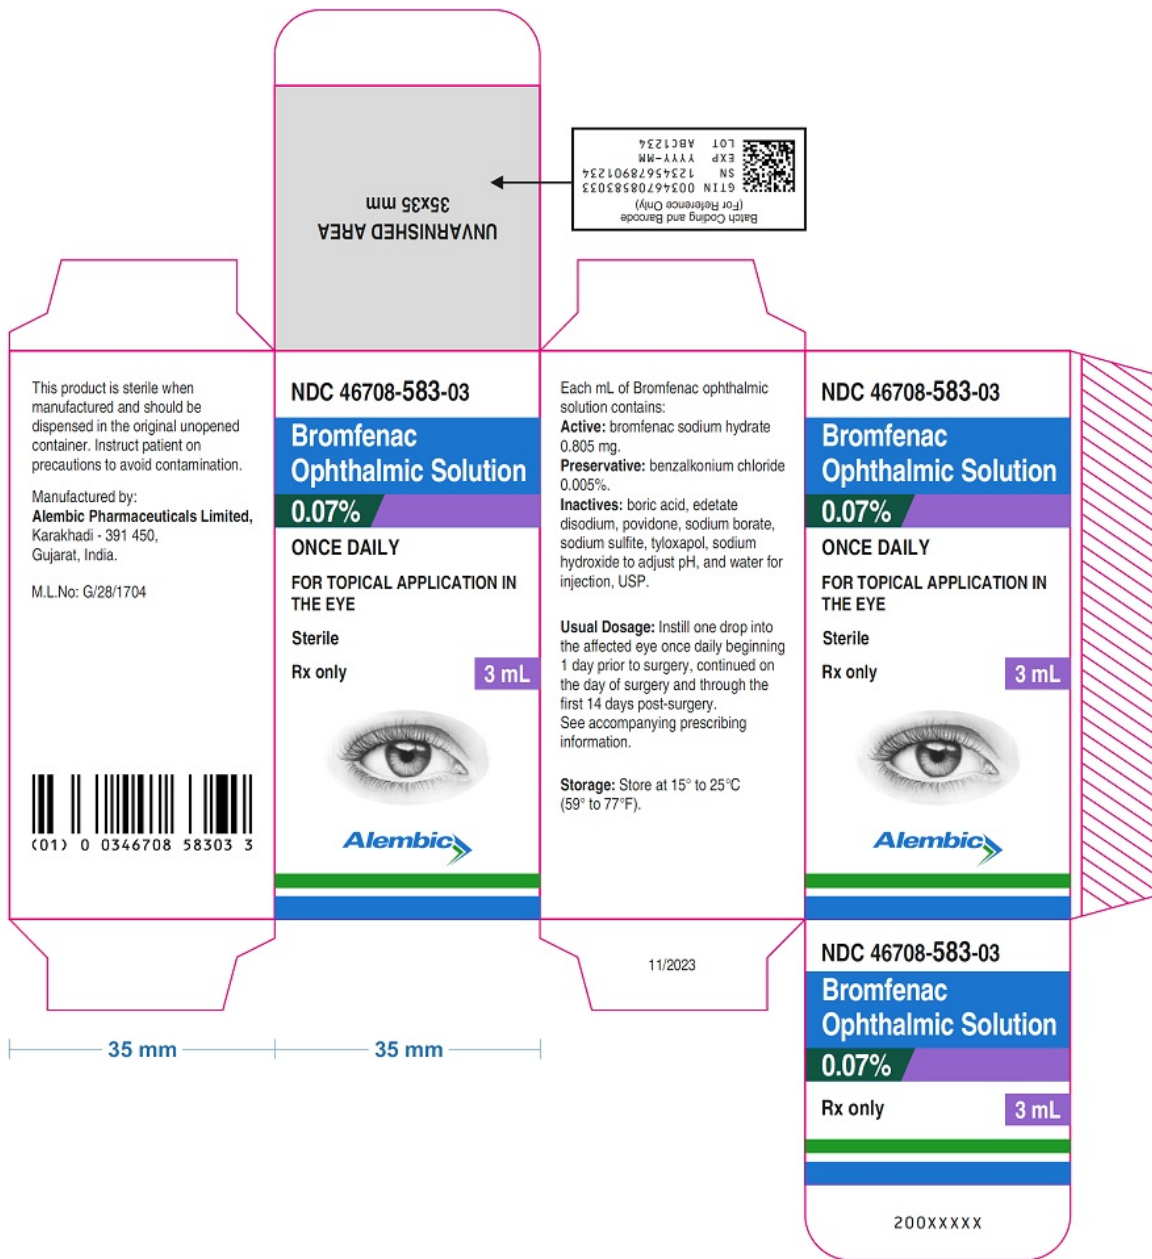 UNVARNISHED AREA
35x35 mm
Batch Coding and Barcode
(For Reference Only)
GTIN 00346708583033
SN 12345678901234
EXP YYYY-MM
LOT ABC1234
This product is sterile when
manufactured and should be
dispensed in the original unopened
container. Instruct patient on
precautions to avoid contamination.
Manufactured by:
Alembic Pharmaceuticals Limited,
Karakhadi - 391 450,
Gujarat, India.
M.L.No: G/28/1704
(01) 0 0346708 58303 3
NDC 46708-583-03
Bromfenac
Ophthalmic Solution
0.07%
ONCE DAILY
FOR TOPICAL APPLICATION IN
THE EYE
Sterile
Rx only
3 mL
Alembic
Each mL of Bromfenac ophthalmic
solution contains:
Active: bromfenac sodium hydrate
0.805 mg.
Preservative: benzalkonium chloride
0.005%.
Inactives: boric acid, edetate
disodium, povidone, sodium borate,
sodium sulfite, tyloxapol, sodium
hydroxide to adjust pH, and water for
injection, USP.
Usual Dosage: Instill one drop into
the affected eye once daily beginning
1 day prior to surgery, continued on
the day of surgery and through the
first 14 days post-surgery.
See accompanying prescribing
information.
Storage: Store at 15° to 25°C
(59° to 77°F).
11/2023
NDC 46708-583-03
Bromfenac
Ophthalmic Solution
0.07%
ONCE DAILY
FOR TOPICAL APPLICATION IN
THE EYE
Sterile
Rx only
3 mL
Alembic
NDC 46708-583-03
Bromfenac
Ophthalmic Solution
0.07%
Rx only
3 mL
200XXXXX
35 mm
35 mm